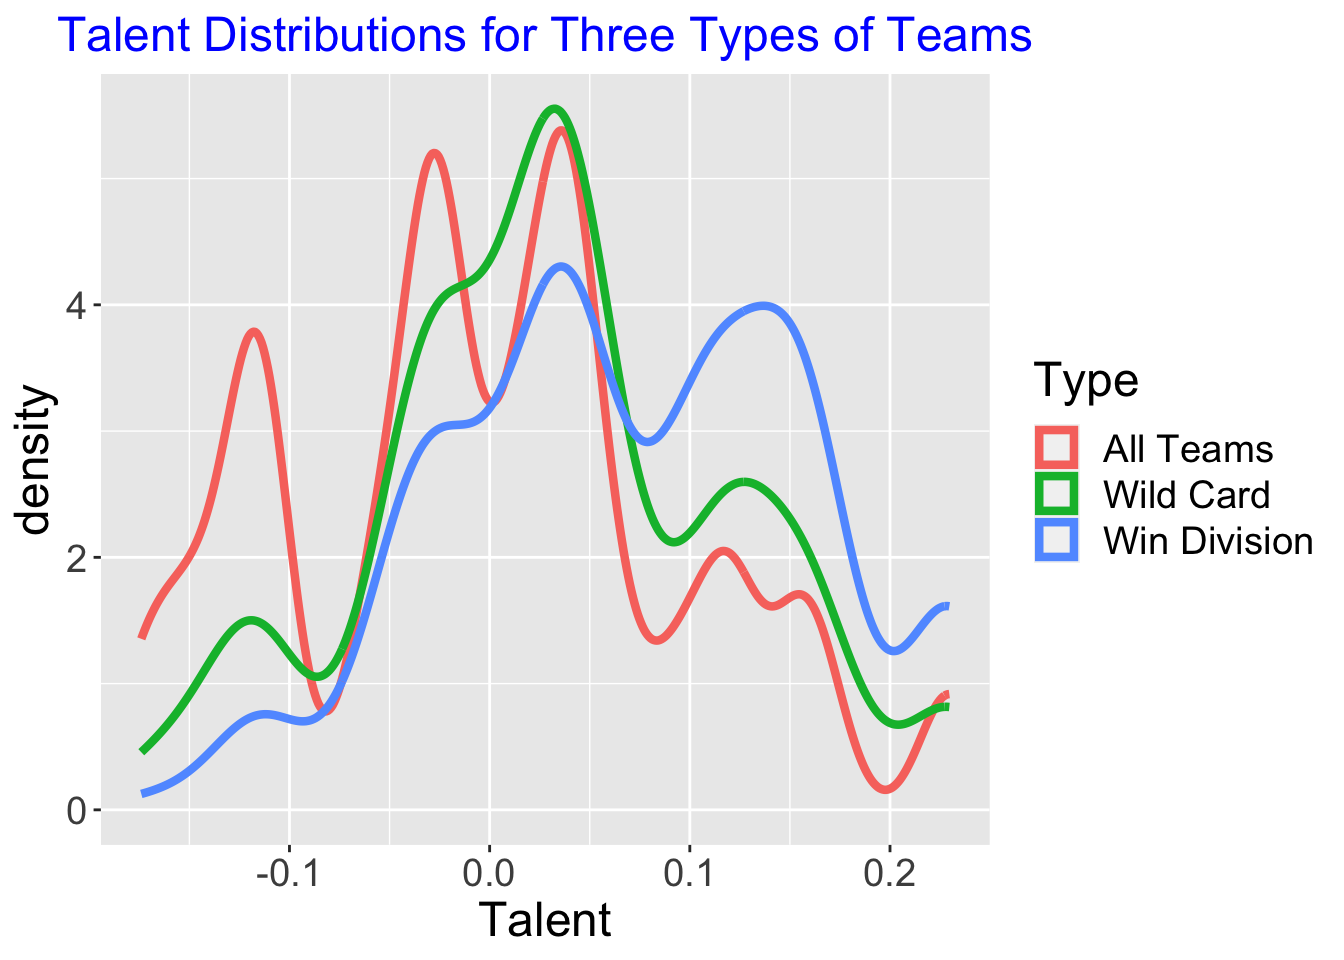 Talent Distributions for Three Types of Teams
density
4
2
0
-0.1
0.0
0.1
0.2
Talent
Type
All Teams
Wild Card
Win Division